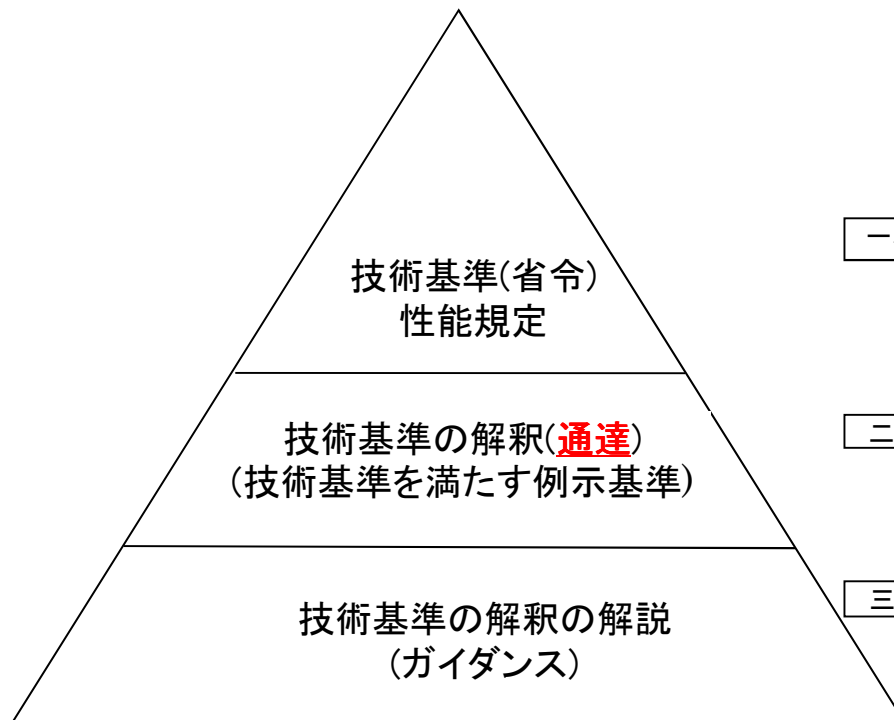 技術基準(省令)
性能規定
一
技術基準の解釈(通達)
(技術基準を満たす例示基準)
二
技術基準の解釈の解説
(ガイダンス)
三